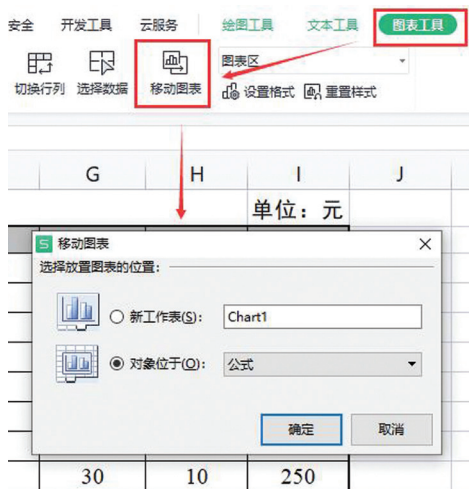 安全 开发工具 云服务 绘图工具 文本工具 图表工具
切换行列 选择数据 移动图表
图表区
设置格式 重置样式
G H I J
单位：元
移动图表
选择放置图表的位置：
新工作表(S)： Chart1
对象位于(O)： 公式
确定 取消
30 10 250